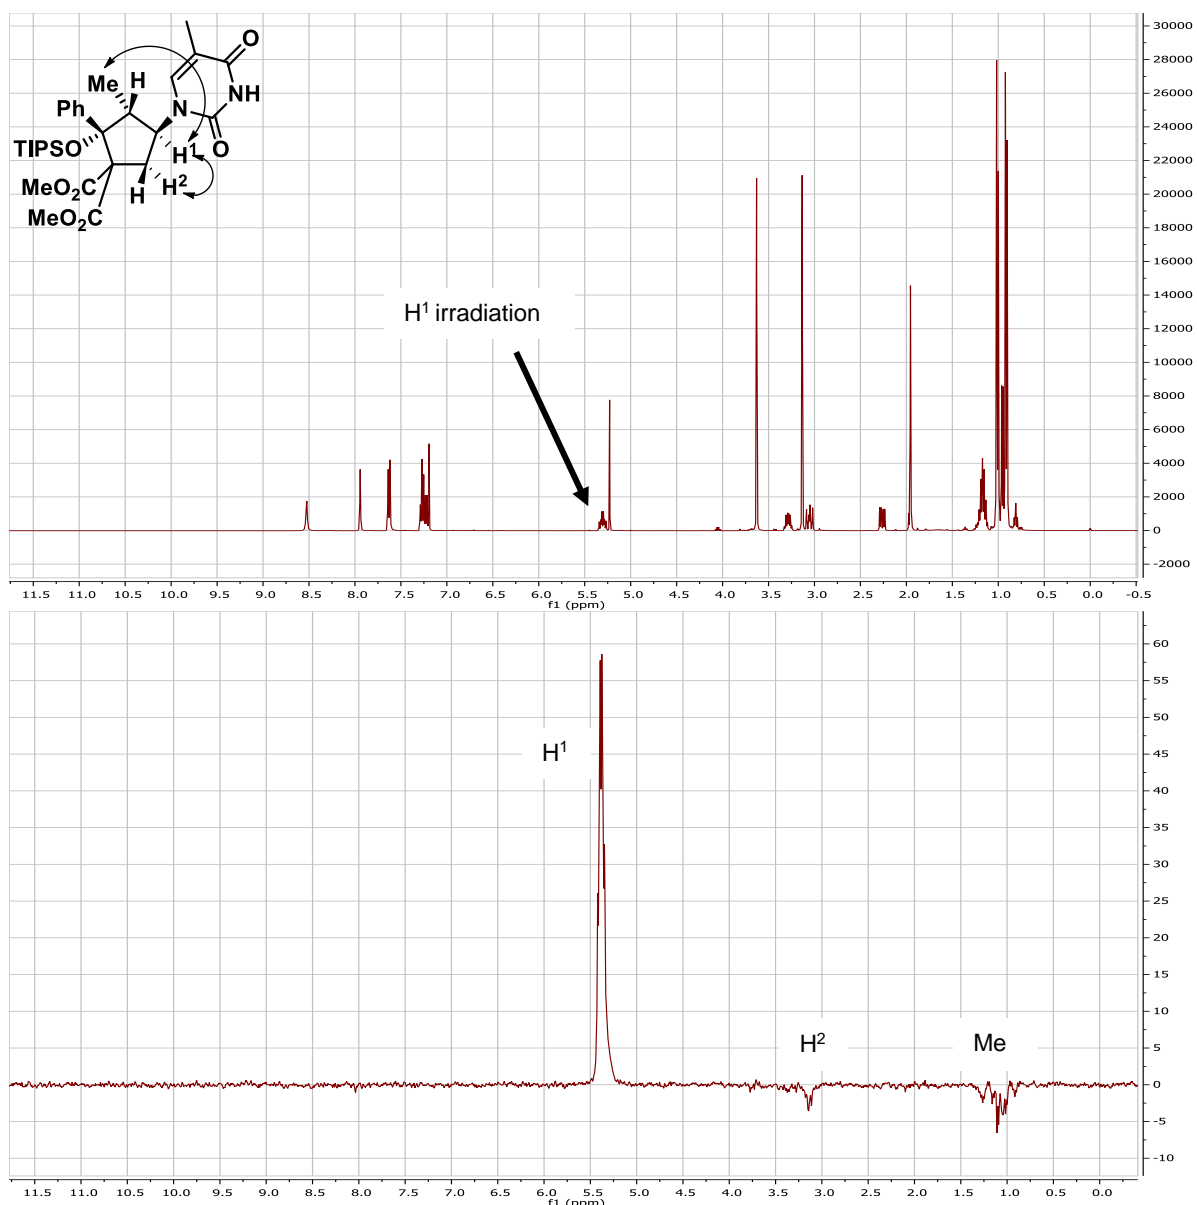 O
Me
H
NH
Ph
N
TIPSO
H1
O
MeO2C
H2
MeO2C
H
H1 irradiation
30000
28000
26000
24000
22000
20000
18000
16000
14000
12000
10000
8000
6000
4000
2000
0
-2000
11.5 11.0 10.5 10.0 9.5 9.0 8.5 8.0 7.5 7.0 6.5 6.0 5.5 5.0 4.5 4.0 3.5 3.0 2.5 2.0 1.5 1.0 0.5 0.0 -0.5
f1 (ppm)
60
55
50
45
40
35
30
25
20
15
10
5
0
-5
-10
H1
H2
Me
11.5 11.0 10.5 10.0 9.5 9.0 8.5 8.0 7.5 7.0 6.5 6.0 5.5 5.0 4.5 4.0 3.5 3.0 2.5 2.0 1.5 1.0 0.5 0.0
f1 (ppm)